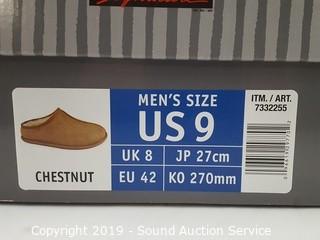 MEN'S SIZE
US 9
UK 8 JP 27cm
EU 42 KO 270mm
CHESTNUT
ITM. / ART.
7332255
Copyright 2019 - Sound Auction Service